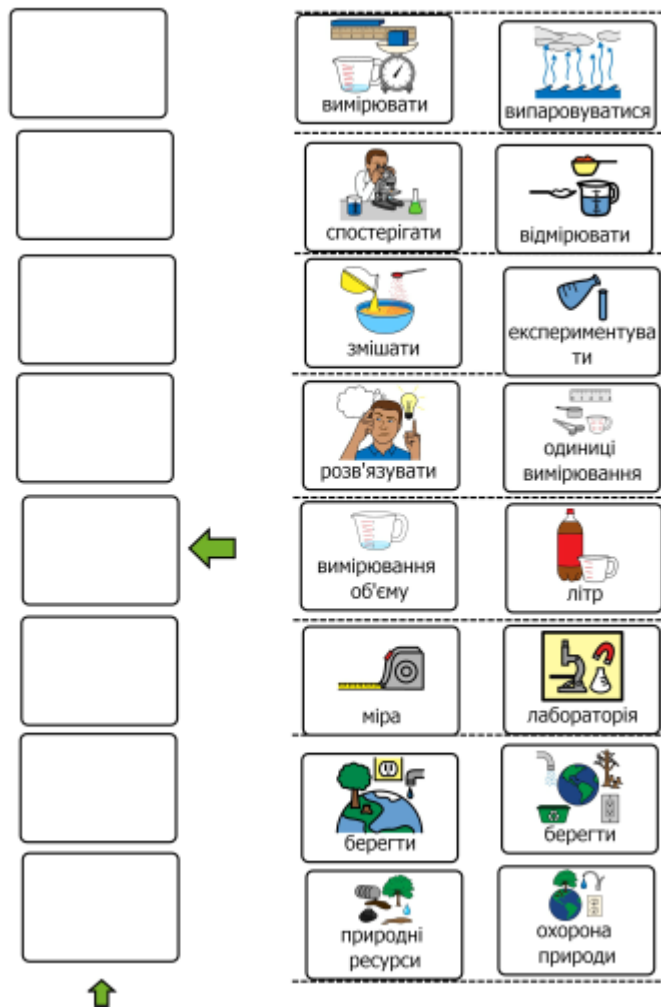 вимірювати
випаровуватися
спостерігати
відмірювати
змішати
експериментува
ти
розв'язувати
одиниці
вимірювання
вимірювання
об'єму
літр
міра
лабораторія
берегти
берегти
природні
ресурси
охорона
природи